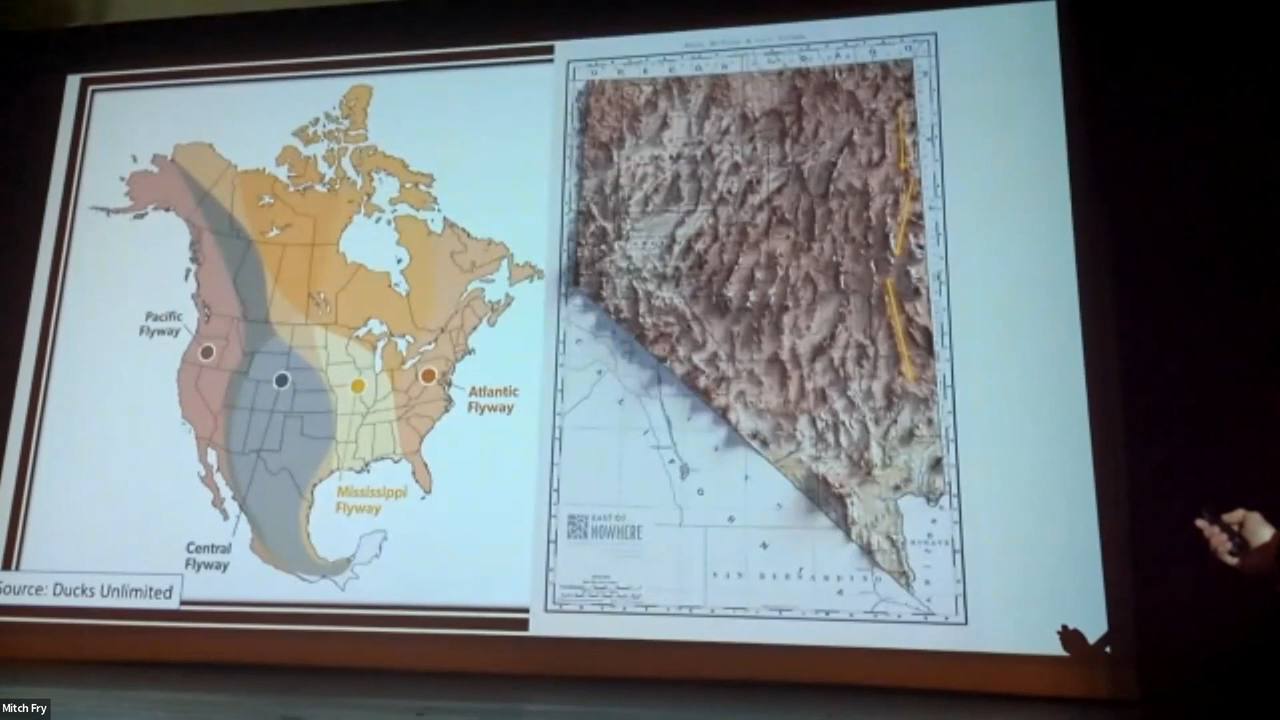 Pacific
Flyway
Atlantic
Flyway
Mississippi
Flyway
Central
Flyway
Source: Ducks Unlimited
O R E G O N
EAST OF
NOWHERE
SAN BERNARDINO
Mitch Fry